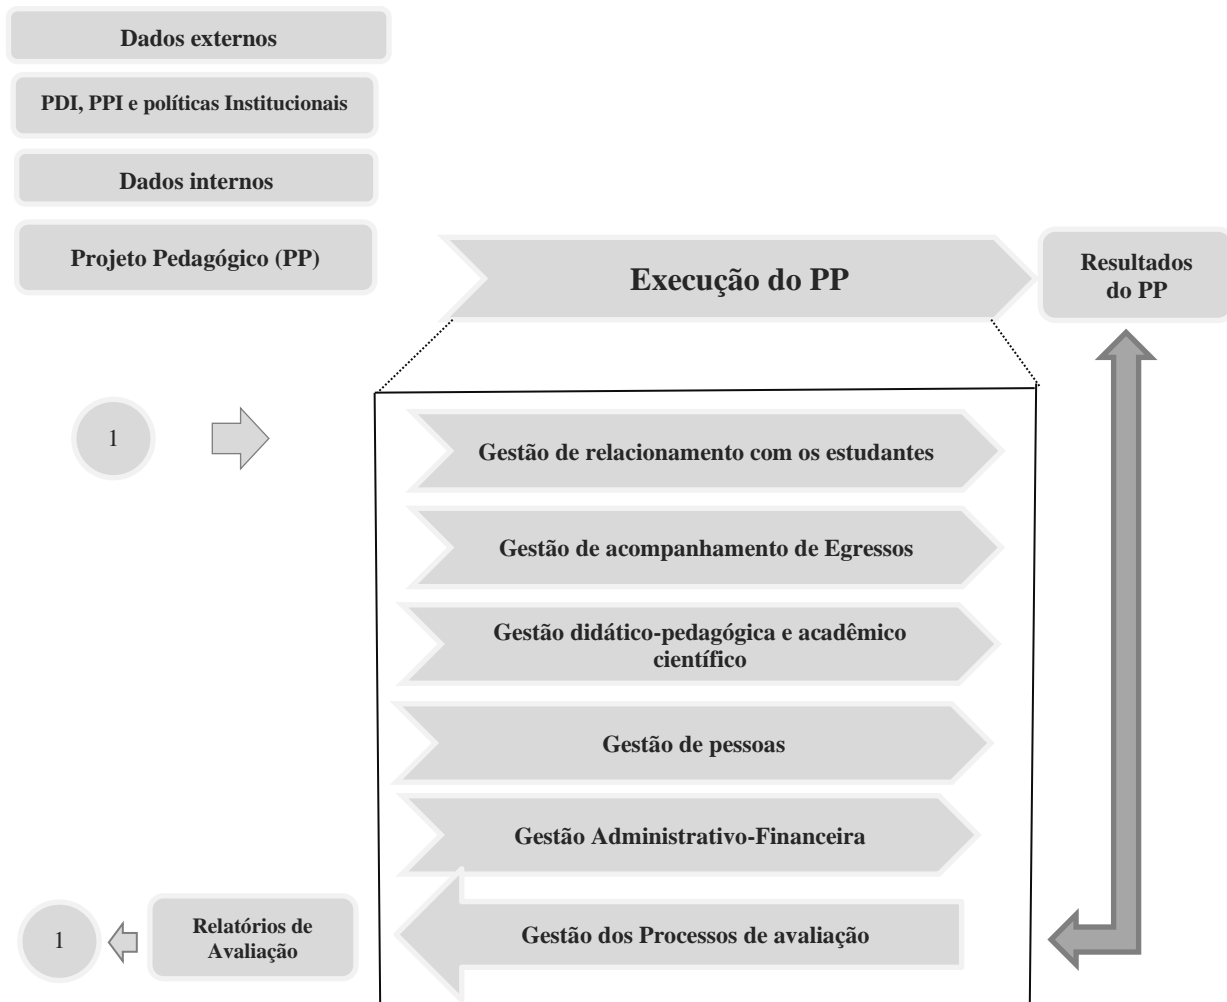 Dados externos
PDI, PPI e políticas Institucionais
Dados internos
Projeto Pedagógico (PP)
Execução do PP
Resultados
do PP
1
Gestão de relacionamento com os estudantes
Gestão de acompanhamento de Egressos
Gestão didático-pedagógica e acadêmico
científico
Gestão de pessoas
Gestão Administrativo-Financeira
1
Relatórios de
Avaliação
Gestão dos Processos de avaliação